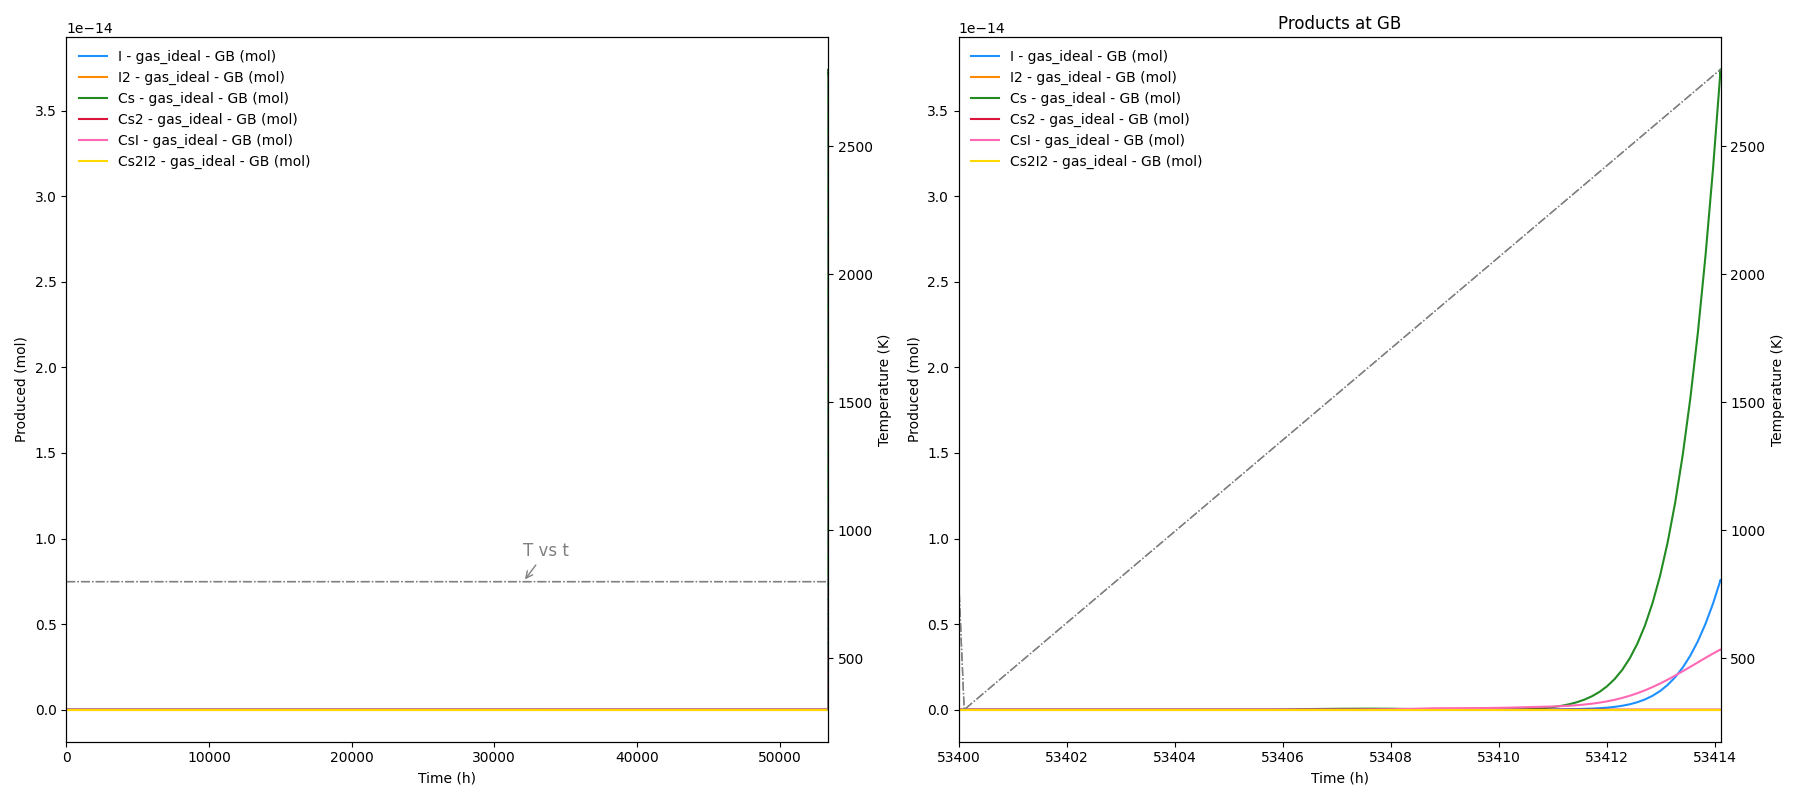 1e−14
I - gas_ideal - GB (mol)
I2 - gas_ideal - GB (mol)
Cs - gas_ideal - GB (mol)
Cs2 - gas_ideal - GB (mol)
CsI - gas_ideal - GB (mol)
Cs2I2 - gas_ideal - GB (mol)
3.5
3.0
2.5
2.0
1.5
1.0
0.5
0.0
Produced (mol)
T vs t
0
10000
20000
30000
40000
50000
Time (h)
2500
2000
1500
1000
500
Temperature (K)
Products at GB
1e−14
I - gas_ideal - GB (mol)
I2 - gas_ideal - GB (mol)
Cs - gas_ideal - GB (mol)
Cs2 - gas_ideal - GB (mol)
CsI - gas_ideal - GB (mol)
Cs2I2 - gas_ideal - GB (mol)
3.5
3.0
2.5
2.0
1.5
1.0
0.5
0.0
Produced (mol)
53400
53402
53404
53406
53408
53410
53412
53414
Time (h)
2500
2000
1500
1000
500
Temperature (K)